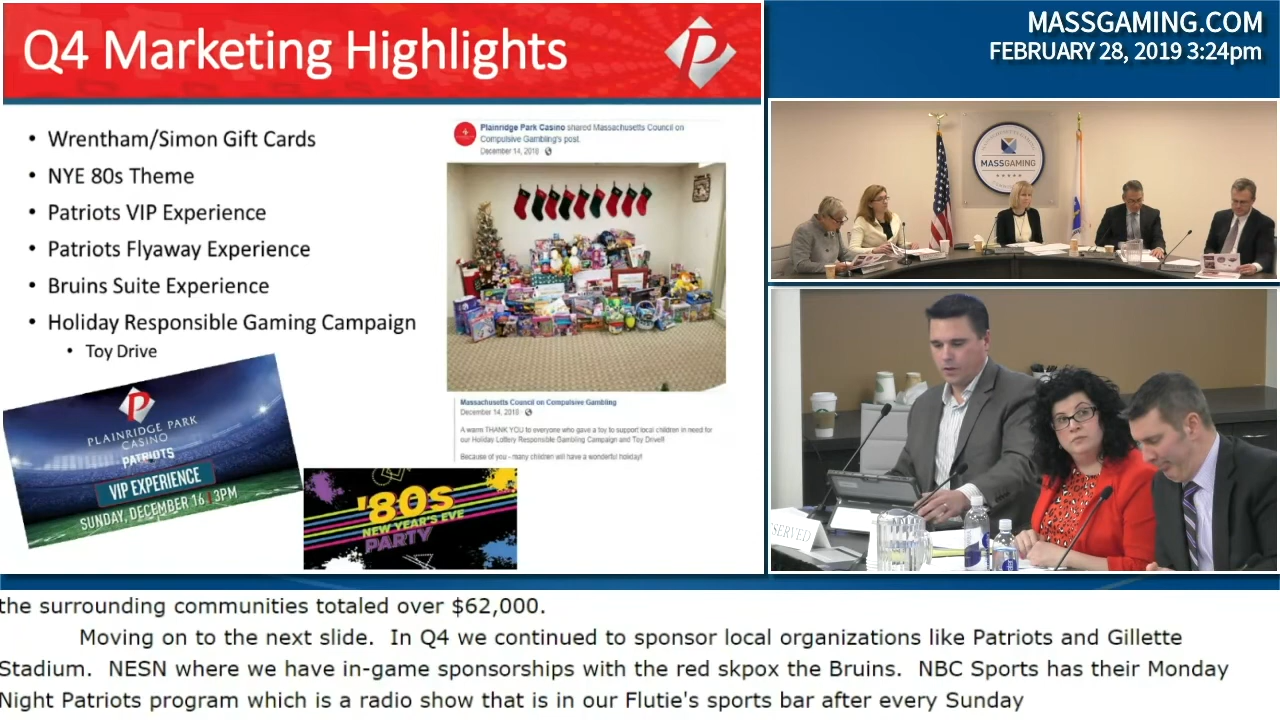 Q4 Marketing Highlights
MASSGAMING.COM
FEBRUARY 28, 2019 3:24pm
• Wrentham/Simon Gift Cards
• NYE 80s Theme
• Patriots VIP Experience
• Patriots Flyaway Experience
• Bruins Suite Experience
• Holiday Responsible Gaming Campaign
• Toy Drive
Plainridge Park Casino shared Massachusetts Council on
Compulsive Gambling's post.
December 14, 2018
Massachusetts Council on Compulsive Gambling
December 14, 2018
A warm THANK YOU to everyone who gave a toy to support local children in need for
our Holiday Lottery Responsible Gambling Campaign and Toy Drive!!
Because of you - many children will have a wonderful holiday!
PLAINRIDGE PARK
CASINO
PATRIOTS
VIP EXPERIENCE
SUNDAY, DECEMBER 16 | 3PM
'80s
NEW YEAR'S EVE
PARTY
MASSGAMING
SERVED
the surrounding communities totaled over $62,000.
Moving on to the next slide. In Q4 we continued to sponsor local organizations like Patriots and Gillette
Stadium. NESN where we have in-game sponsorships with the red skpox the Bruins. NBC Sports has their Monday
Night Patriots program which is a radio show that is in our Flutie's sports bar after every Sunday